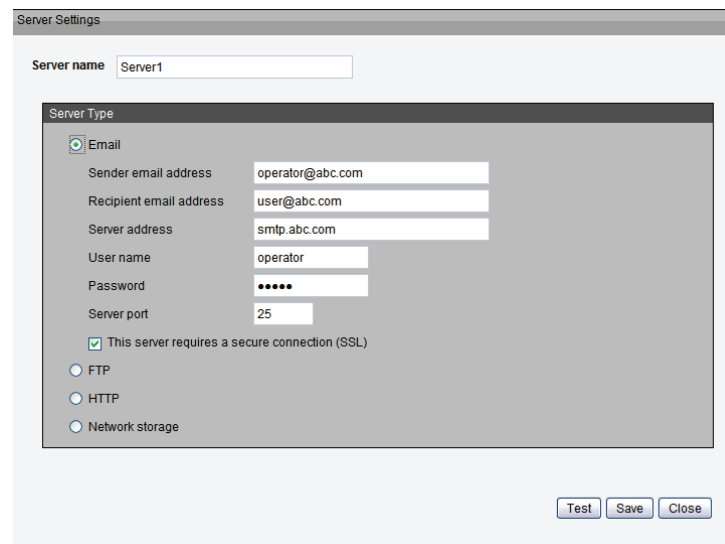 Server Settings
Server name Server1
Server Type
Email
Sender email address operator@abc.com
Recipient email address user@abc.com
Server address smtp.abc.com
User name operator
Password •••••
Server port 25
This server requires a secure connection (SSL)
FTP
HTTP
Network storage
Test Save Close